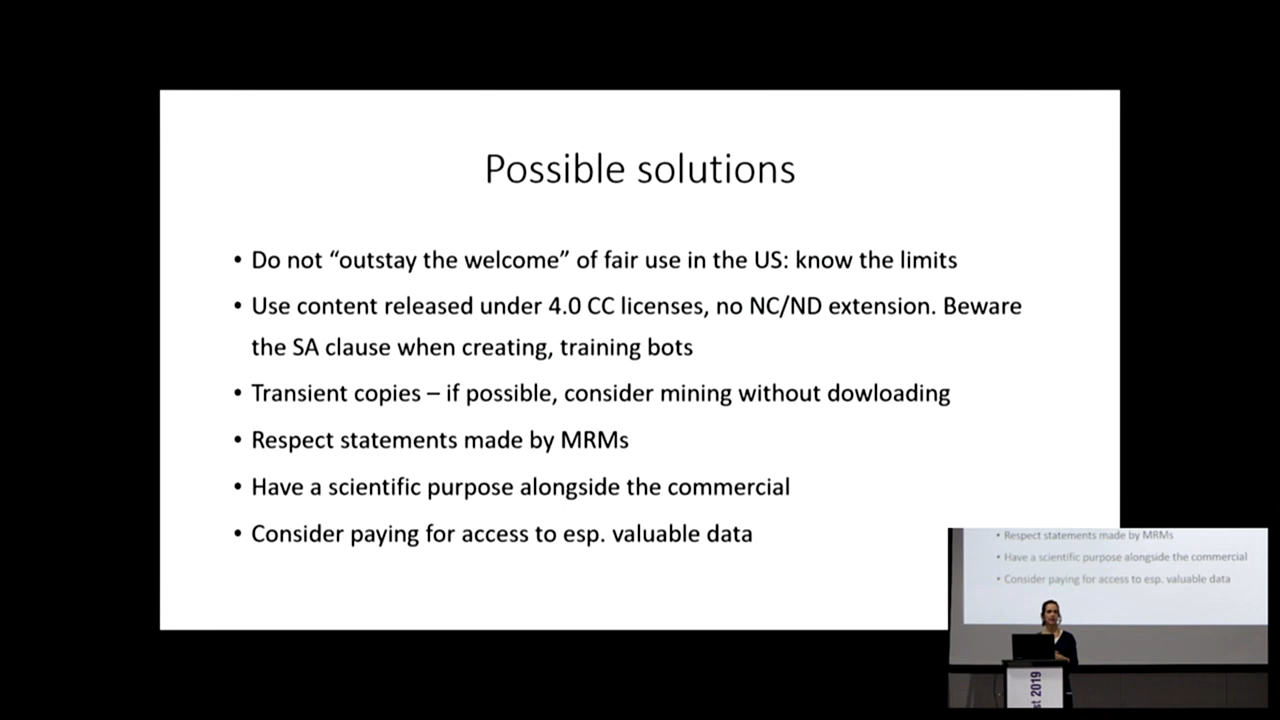 Possible solutions
• Do not “outstay the welcome” of fair use in the US: know the limits
• Use content released under 4.0 CC licenses, no NC/ND extension. Beware
the SA clause when creating, training bots
• Transient copies – if possible, consider mining without dowloading
• Respect statements made by MRMs
• Have a scientific purpose alongside the commercial
• Consider paying for access to esp. valuable data
• Respect statements made by MRMs
• Have a scientific purpose alongside the commercial
• Consider paying for access to esp. valuable data
st 2019